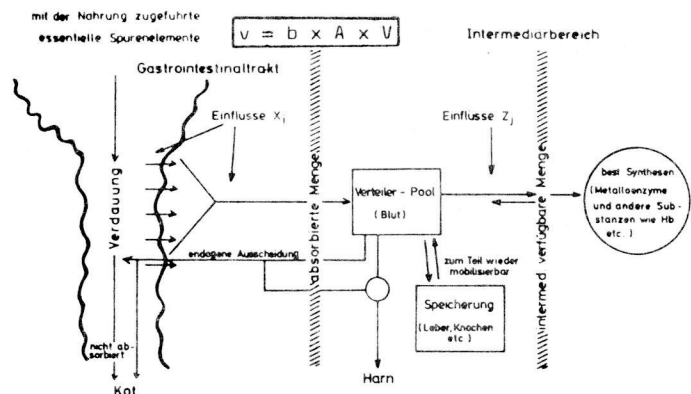 mit der Nahrung zugeführte
essentielle Spurenelemente
v = b x A x V
Intermediärbereich
Gastrointestinaltrakt
Einflüsse Xi
Einflüsse Zj
Verdauung
absorbierte Menge
Verteiler - Pool
(Blut)
intermed verfügbare Menge
best Synthesen
(Metalloenzyme
und andere Sub-
stanzen wie Hb
etc.)
endogene Ausscheidung
zum Teil wieder
mobilisierbar
Speicherung
(Leber, Knochen
etc)
nicht ab-
sorbiert
Kot
Harn